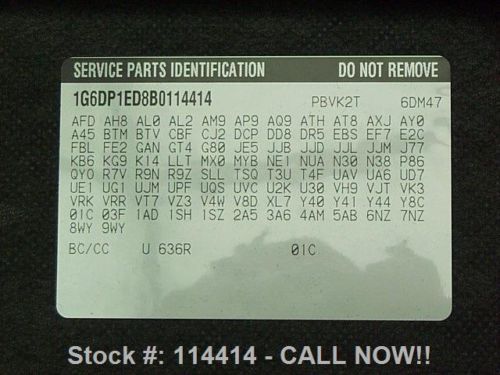 SERVICE PARTS IDENTIFICATION DO NOT REMOVE
1G6DP1ED8B0114414 PBVK2T 6DM47
AFD AH8 AL0 AL2 AM9 AP9 AQ9 ATH AT8 AXJ AY0
A45 BTM BTV CBF CJ2 DCP DD8 DR5 EBS EF7 E2C
FBL FE2 GAN GT4 G80 JE5 JJB JJD JJL JJM J77
KB6 KG9 K14 LLT MX0 MYB NE1 NUA N30 N38 P86
QY0 R7V R9N R9Z SLL TSQ T3U T4F UAV UA6 UD7
UE1 UG1 UJM UPF UQS UVC U2K U30 VH9 VJT VK3
VRK VRR VT7 VZ3 V4W V8D XL7 Y40 Y41 Y44 Y8C
01C 03F 1AD 1SH 1SZ 2A5 3A6 4AM 5AB 6NZ 7NZ
8WY 9WY
BC/CC U 636R 01C
Stock #: 114414 - CALL NOW!!